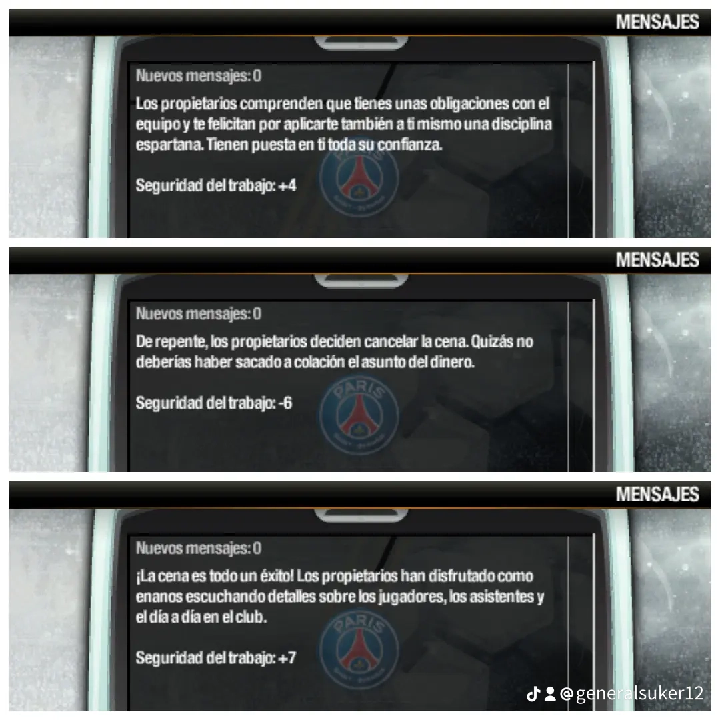 MENSAJES
Nuevos mensajes: 0
Los propietarios comprenden que tienes unas obligaciones con el
equipo y te felicitan por aplicarte también a ti mismo una disciplina
espartana. Tienen puesta en ti toda su confianza.
Seguridad del trabajo: +4
PARIS
MENSAJES
Nuevos mensajes: 0
De repente, los propietarios deciden cancelar la cena. Quizás no
deberías haber sacado a colación el asunto del dinero.
Seguridad del trabajo: -6
PARIS
MENSAJES
Nuevos mensajes: 0
¡La cena es todo un éxito! Los propietarios han disfrutado como
enanos escuchando detalles sobre los jugadores, los asistentes y
el día a día en el club.
Seguridad del trabajo: +7
PARIS
@generalsuker12